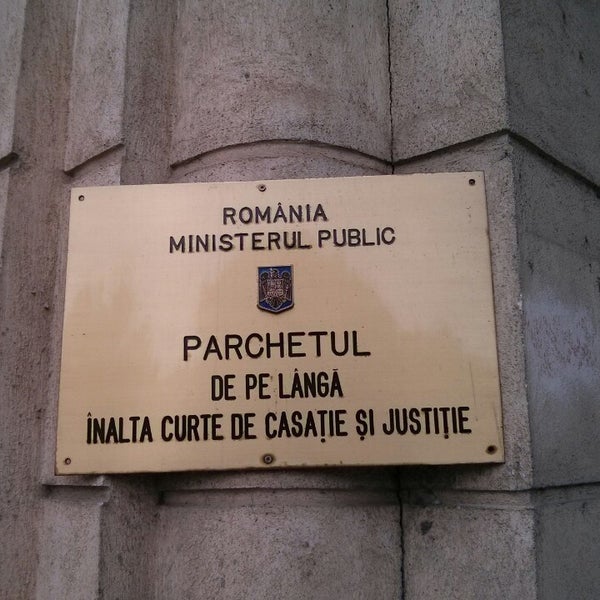 ROMÂNIA
MINISTERUL PUBLIC
PARCHETUL
DE PE LÂNGĂ
ÎNALTA CURTE DE CASAȚIE ȘI JUSTIȚIE